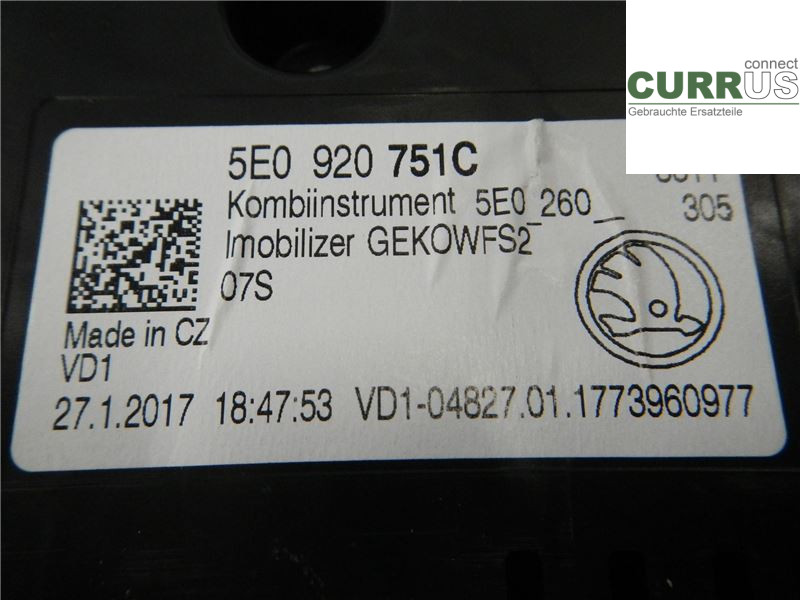 connect
CURRUS
Gebrauchte Ersatzteile
5E0 920 751C
Kombiinstrument 5E0_260__ 305
Imobilizer GEKOWFS2
07S
Made in CZ
VD1
27.1.2017 18:47:53 VD1-04827.01.1773960977